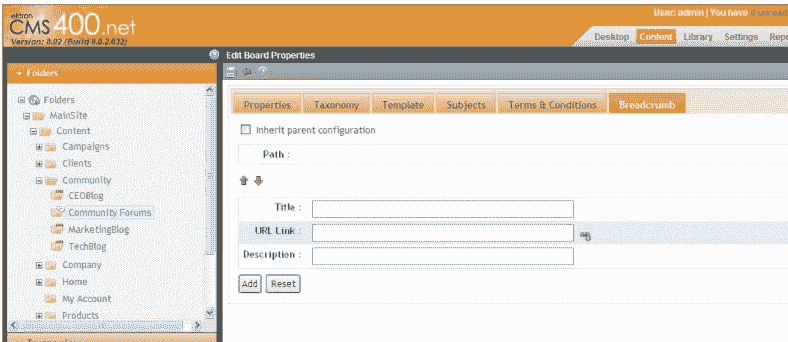 ektron
CMS400.net
Version: 8.02 (Build 8.0.2.032)
User: admin | You have
Desktop Content Library Settings Repo
Edit Board Properties
Folders
Folders
MainSite
Content
Campaigns
Clients
Community
CEOBlog
Community Forums
MarketingBlog
TechBlog
Company
Home
My Account
Products
Properties Taxonomy Template Subjects Terms & Conditions Breadcrumb
Inherit parent configuration
Path :
Title :
URL Link :
Description :
Add Reset